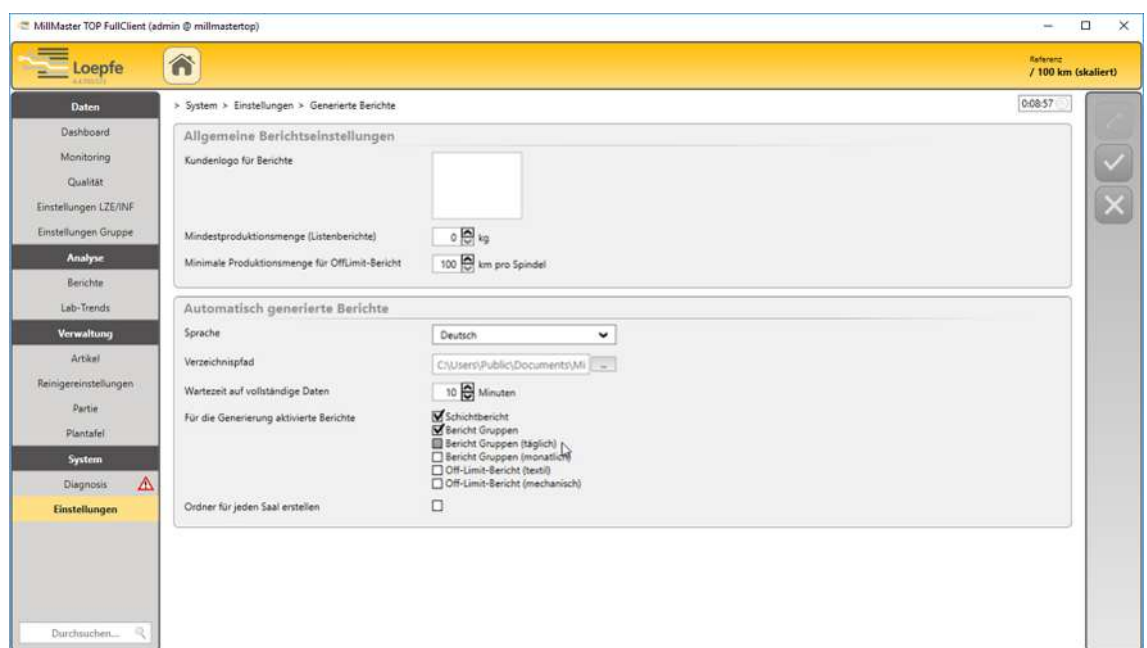 MillMaster TOP FullClient (admin @ millmastertop)
Loepfe
Referenz
/ 100 km (skaliert)
Daten
Dashboard
Monitoring
Qualität
Einstellungen LZE/INF
Einstellungen Gruppe
Analyse
Berichte
Lab-Trends
Verwaltung
Artikel
Reinigereinstellungen
Partie
Plantafel
System
Diagnosis
Einstellungen
Durchsuchen...
> System > Einstellungen > Generierte Berichte
0:08:57
Allgemeine Berichtseinstellungen
Kundenlogo für Berichte
Mindestproduktionsmenge (Listenberichte) 0 kg
Minimale Produktionsmenge für OffLimit-Bericht 100 km pro Spindel
Automatisch generierte Berichte
Sprache Deutsch
Verzeichnispfad C:\Users\Public\Documents\Mi ...
Wartezeit auf vollständige Daten 10 Minuten
Für die Generierung aktivierte Berichte Schichtbericht
Bericht Gruppen
Bericht Gruppen (täglich)
Bericht Gruppen (monatlich)
Off-Limit-Bericht (textil)
Off-Limit-Bericht (mechanisch)
Ordner für jeden Saal erstellen